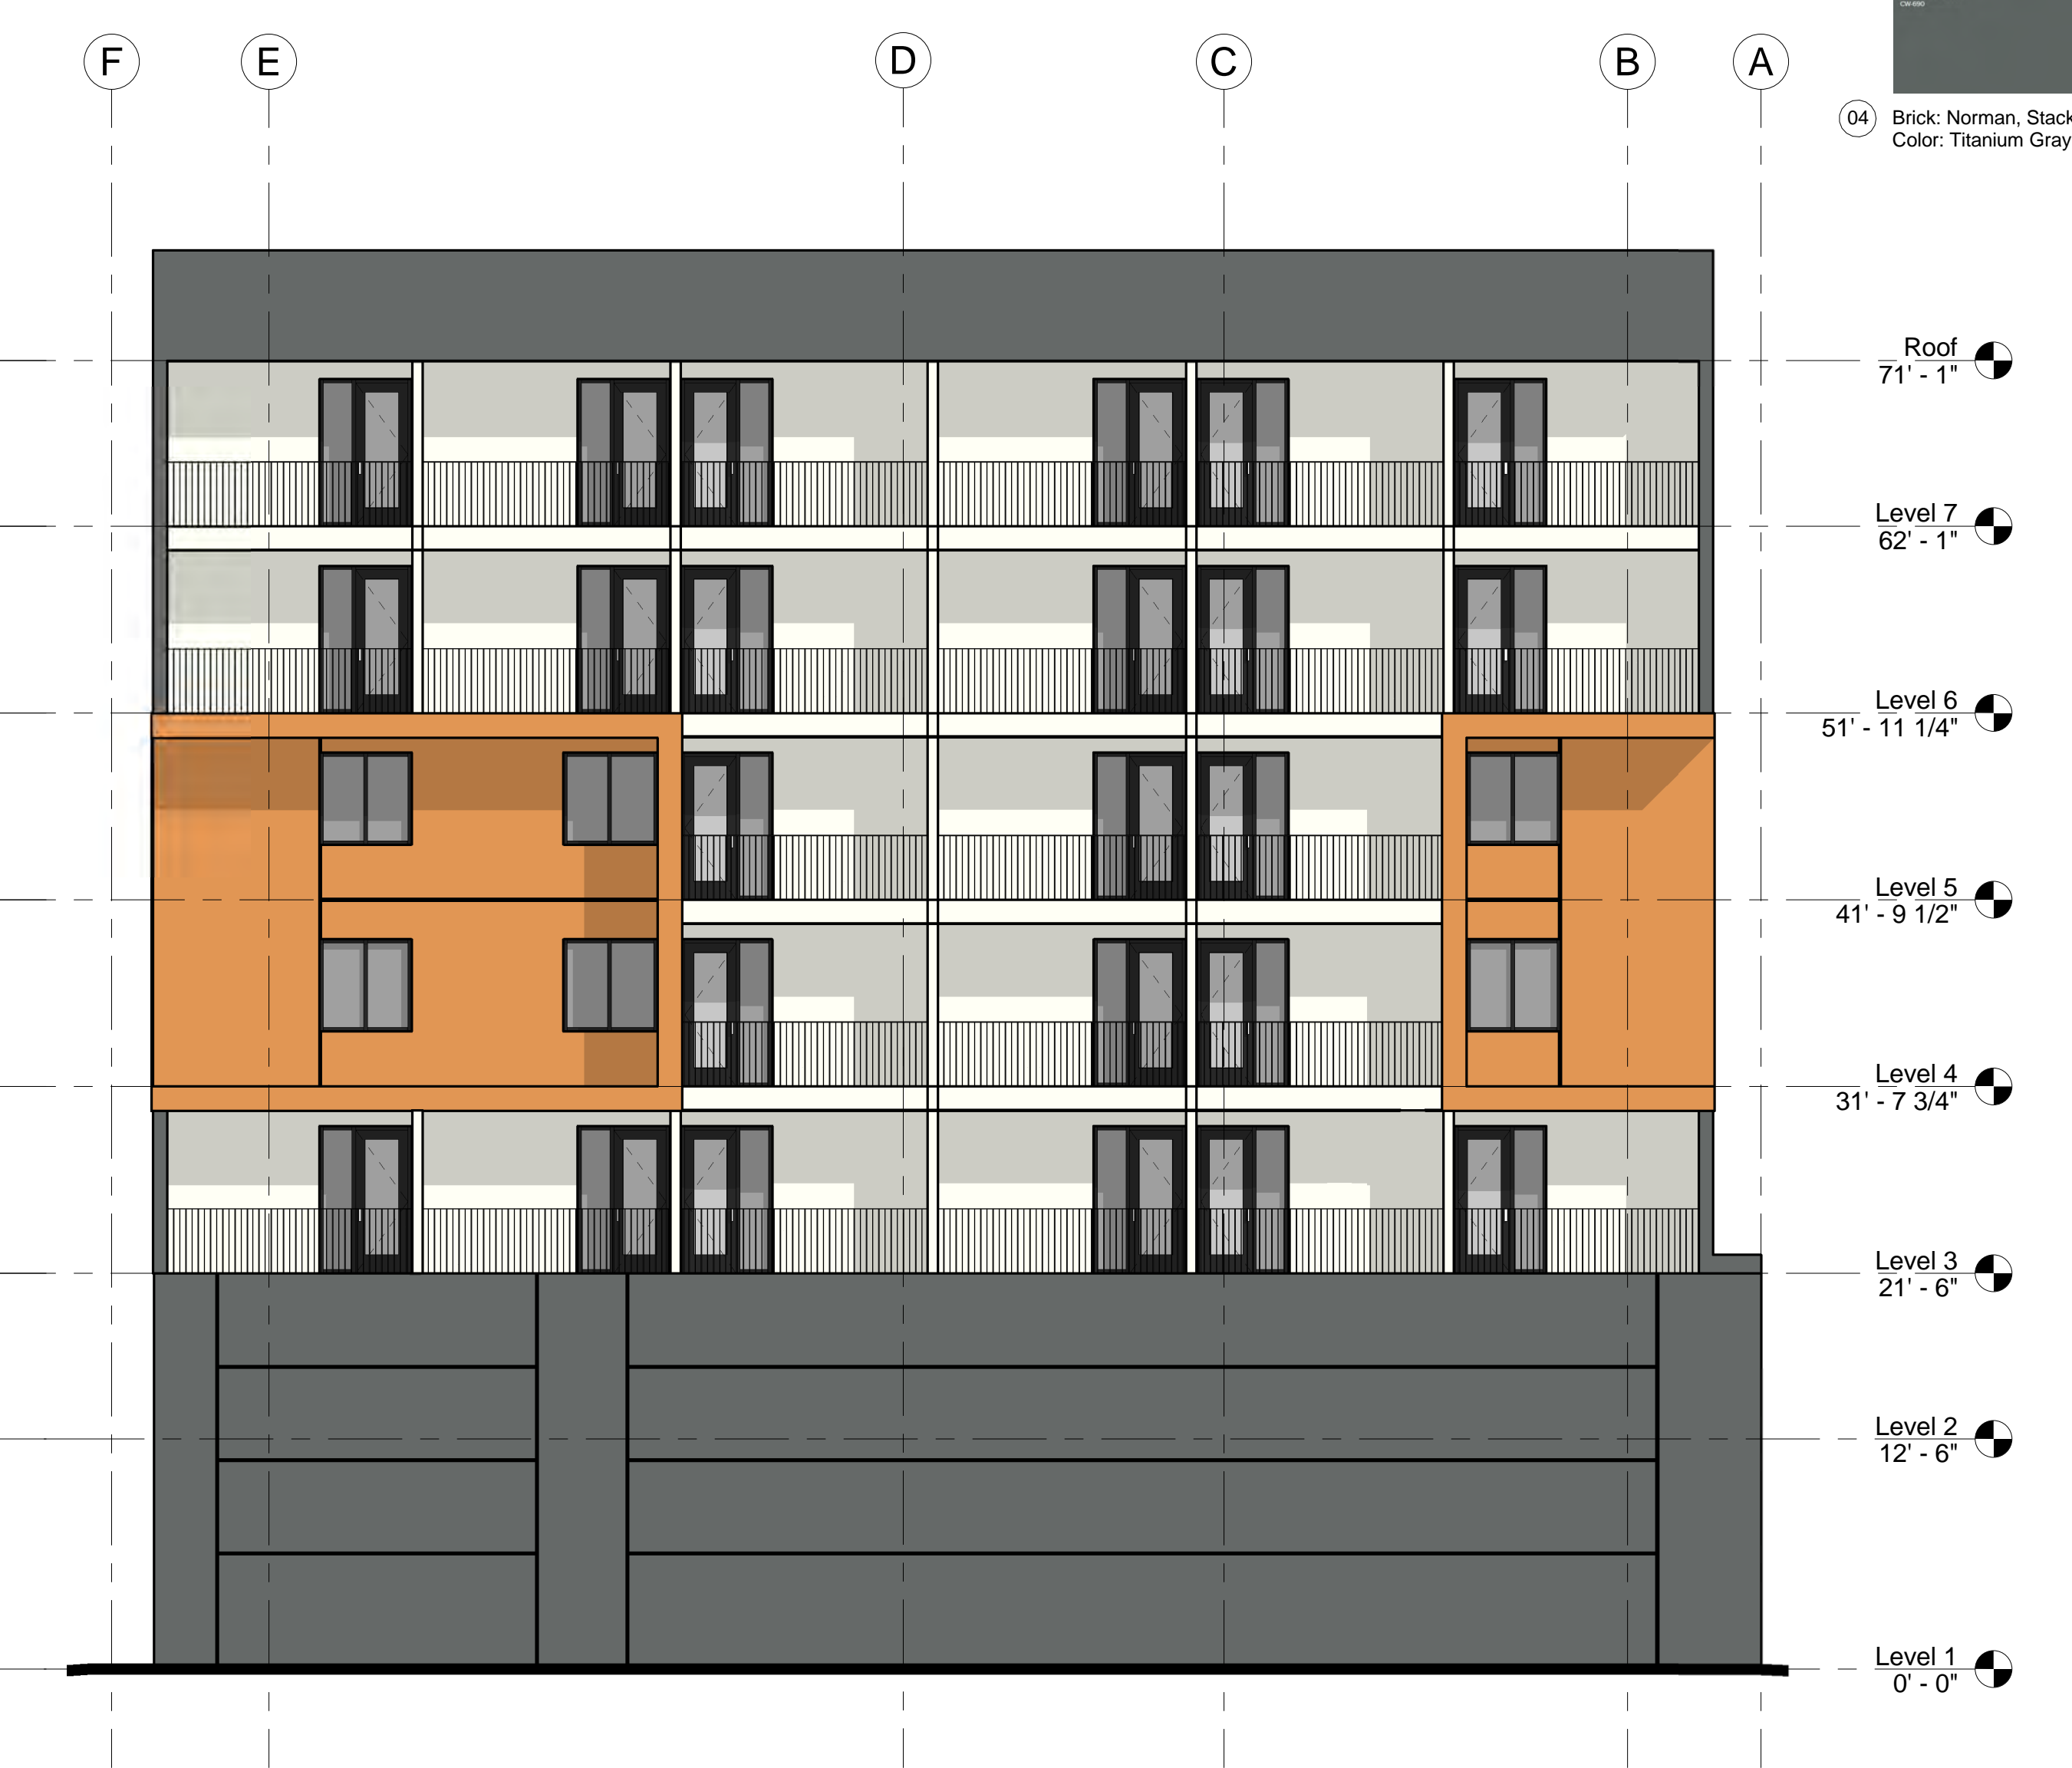 CW-690
F E D C B A
04 Brick: Norman, Stack
Color: Titanium Gray
Roof
71' - 1"
Level 7
62' - 1"
Level 6
51' - 11 1/4"
Level 5
41' - 9 1/2"
Level 4
31' - 7 3/4"
Level 3
21' - 6"
Level 2
12' - 6"
Level 1
0' - 0"